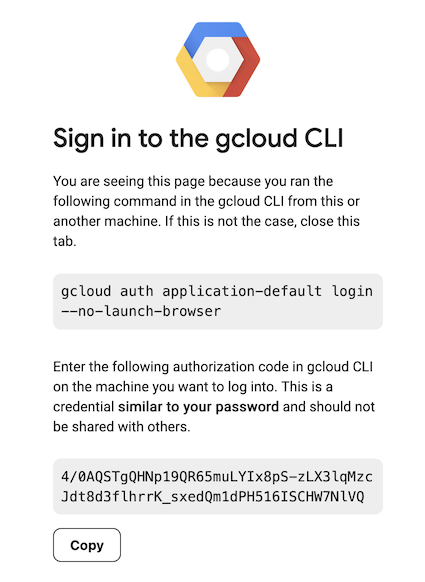 Sign in to the gcloud CLI
You are seeing this page because you ran the
following command in the gcloud CLI from this or
another machine. If this is not the case, close this
tab.
gcloud auth application-default login
--no-launch-browser
Enter the following authorization code in gcloud CLI
on the machine you want to log into. This is a
credential similar to your password and should not
be shared with others.
4/0AQSTgQHNp19QR65muLYIx8pS-zLX3lqMzc
Jdt8d3flhrrK_sxedQm1dPH516ISCHW7NlVQ
Copy